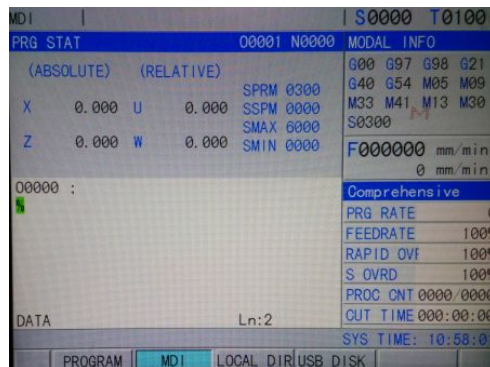 MDI S0000 T0100
PRG STAT O0001 N0000 MODAL INFO
(ABSOLUTE) (RELATIVE)
X 0.000 U 0.000
Z 0.000 W 0.000
SPRM 0300
SSPM 0000
SMAX 6000
SMIN 0000
G00 G97 G98 G21
G40 G54 M05 M09
M33 M41 M13 M30
S0300
F000000 mm/min
0 mm/min
O0000 :
%
DATA Ln:2
Comprehensive
PRG RATE
FEEDRATE 100%
RAPID OVR 100%
S OVRD 100%
PROC CNT 0000/0000
CUT TIME 000:00:0
SYS TIME: 10:58:0
PROGRAM MDI LOCAL DIR USB DISK